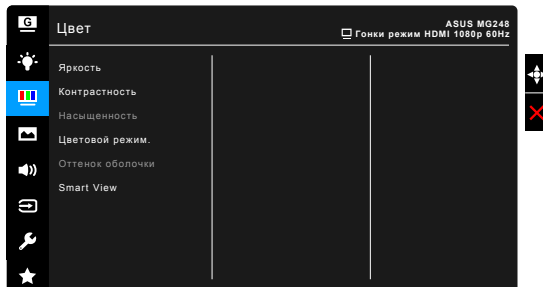 G
Цвет
ASUS MG248
Гонки режим HDMI 1080p 60Hz
Яркость
Контрастность
Насыщенность
Цветовой режим.
Оттенок оболочки
Smart View